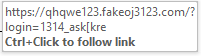 https://qhqwe123.fakeoj3123.com/?
login=1314_ask[kre
Ctrl+Click to follow link